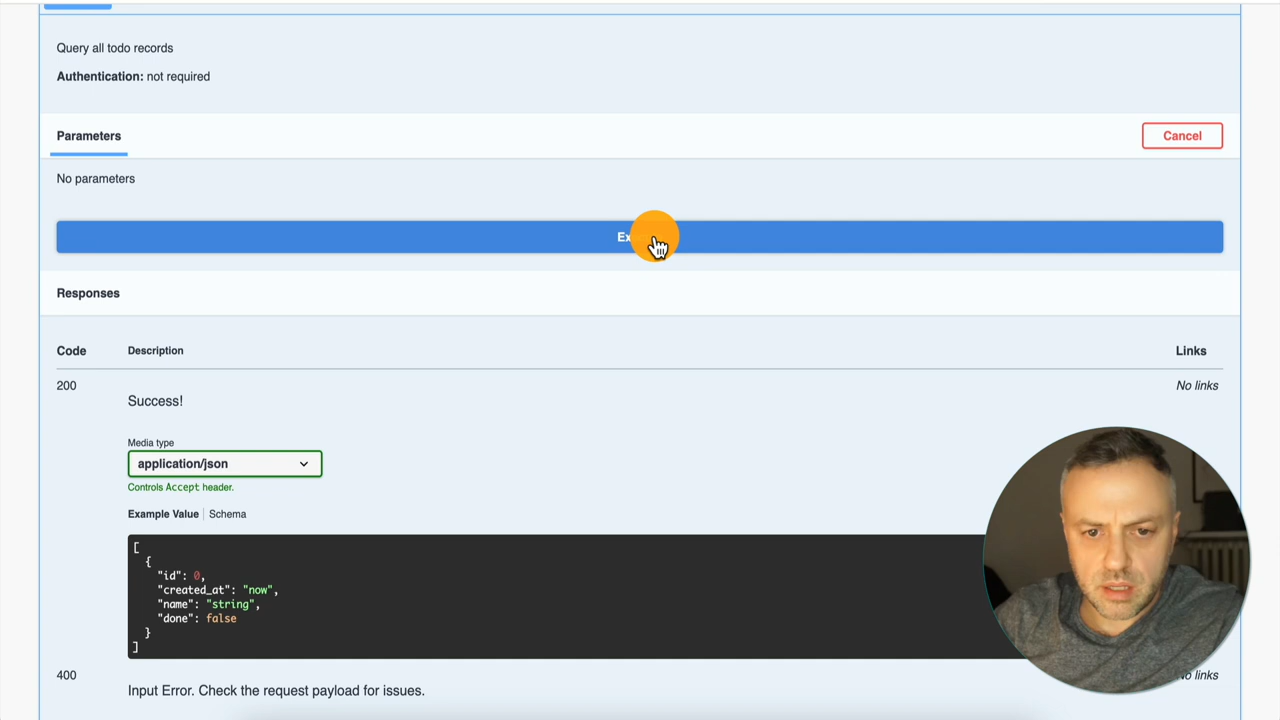 Query all todo records
Authentication: not required
Parameters
Cancel
No parameters
Responses
Code Description Links
200 No links
Success!
Media type
application/json
Controls Accept header.
Example Value Schema
[
{
"id": 0,
"created_at": "now",
"name": "string",
"done": false
}
]
400 No links
Input Error. Check the request payload for issues.